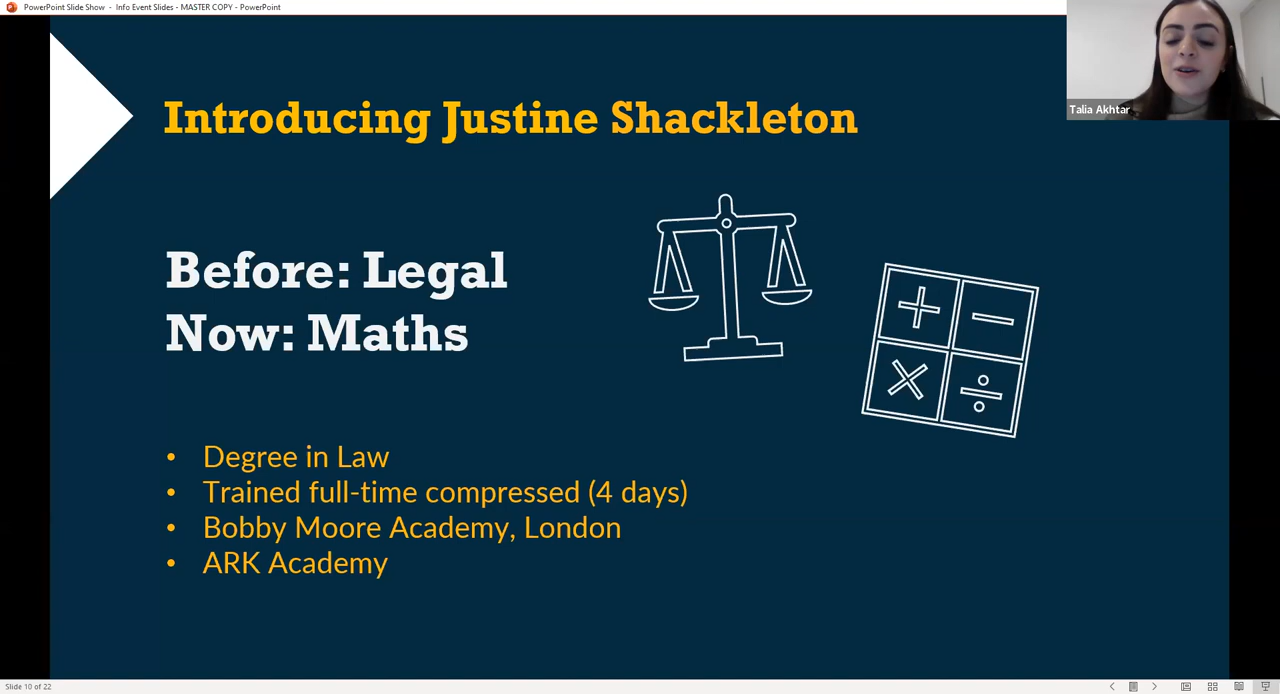 PowerPoint Slide Show - Info Event Slides - MASTER COPY - PowerPoint
Talia Akhtar
Introducing Justine Shackleton
Before: Legal
Now: Maths
• Degree in Law
• Trained full-time compressed (4 days)
• Bobby Moore Academy, London
• ARK Academy
Slide 10 of 22